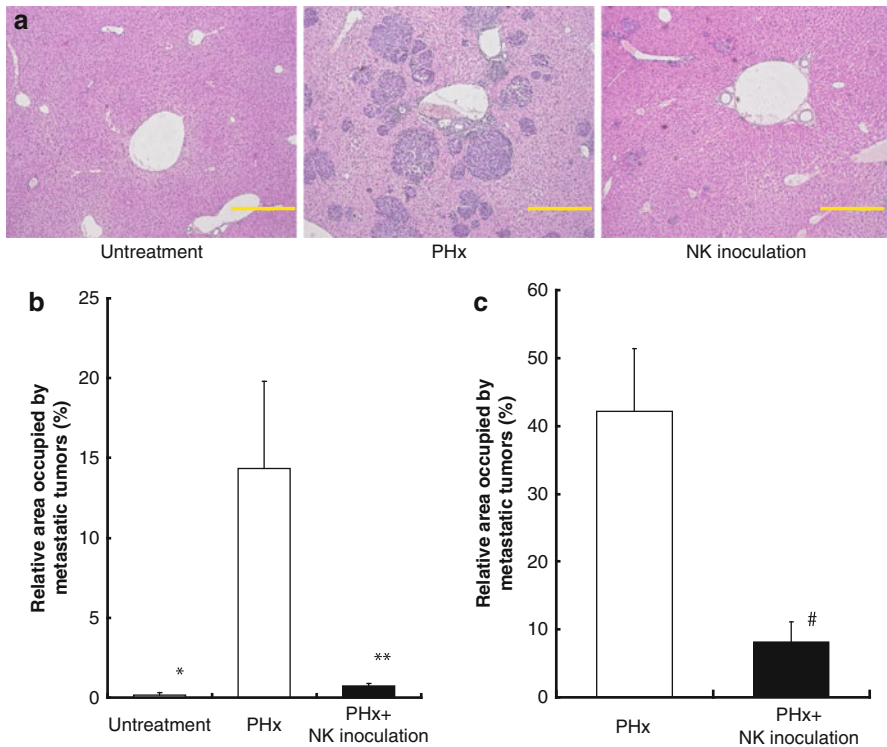 a
Untreatment
PHx
NK inoculation
b
Relative area occupied by
metastatic tumors (%)
25
20
15
10
5
0
*
**
Untreatment
PHx
PHx+
NK inoculation
c
Relative area occupied by
metastatic tumors (%)
60
50
40
30
20
10
0
#
PHx
PHx+
NK inoculation